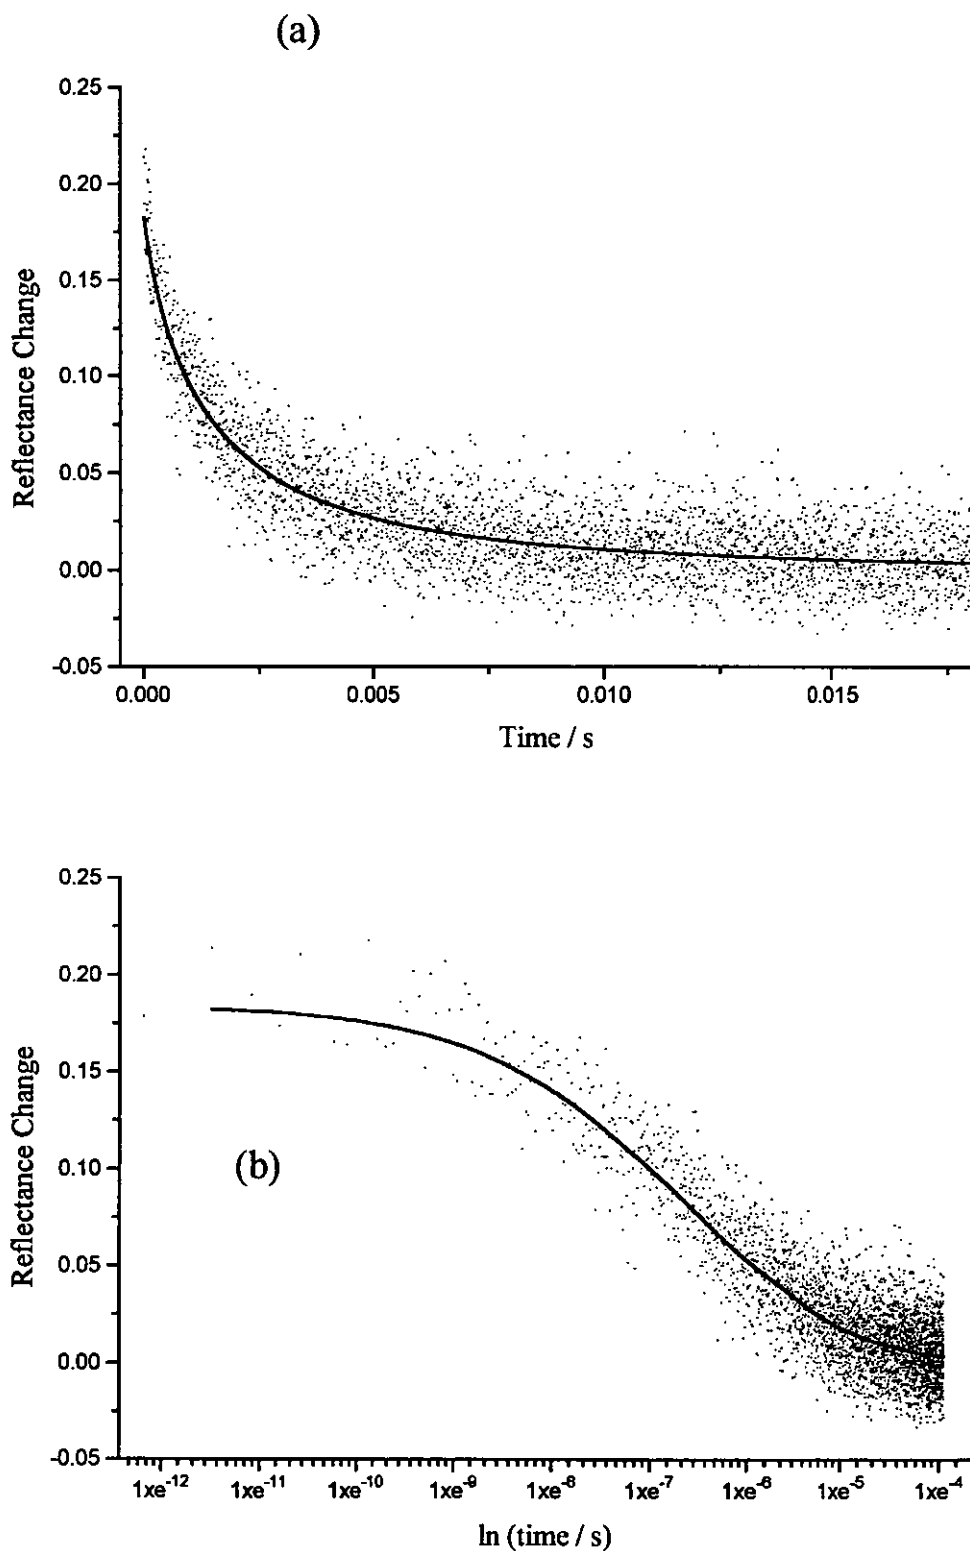 (a)
0.25
0.20
0.15
0.10
0.05
0.00
-0.05
Reflectance Change
0.000 0.005 0.010 0.015
Time / s
0.25
0.20
0.15
0.10
0.05
0.00
-0.05
Reflectance Change
(b)
1xe-12 1xe-11 1xe-10 1xe-9 1xe-8 1xe-7 1xe-6 1xe-5 1xe-4
ln (time / s)